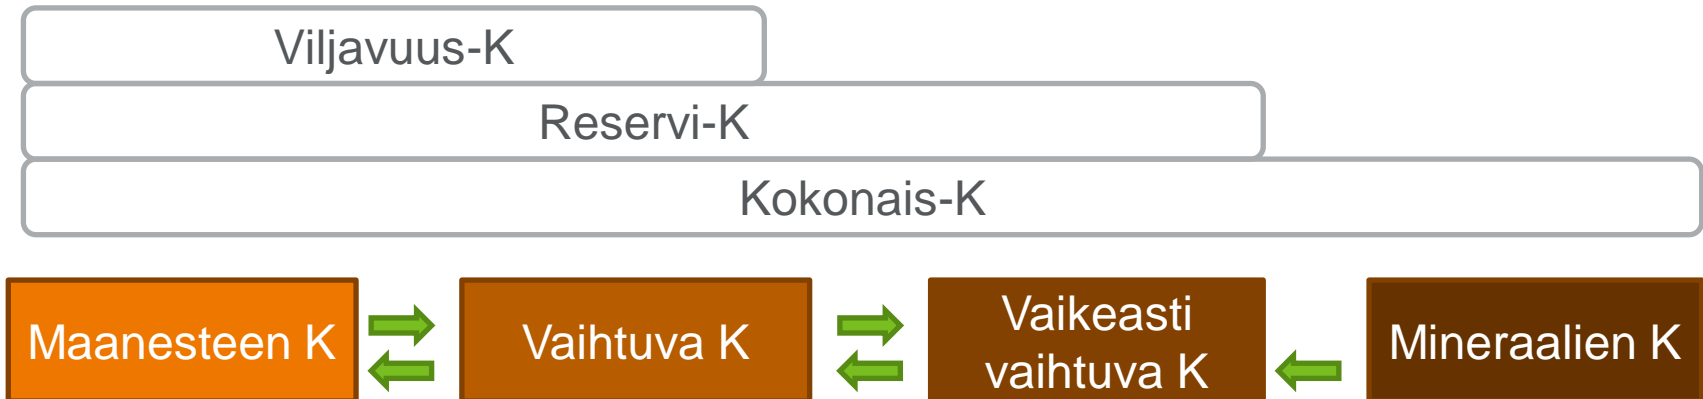 Viljavuus-K
Reservi-K
Kokonais-K
Maanesteen K
Vaihtuva K
Vaikeasti
vaihtuva K
Mineraalien K